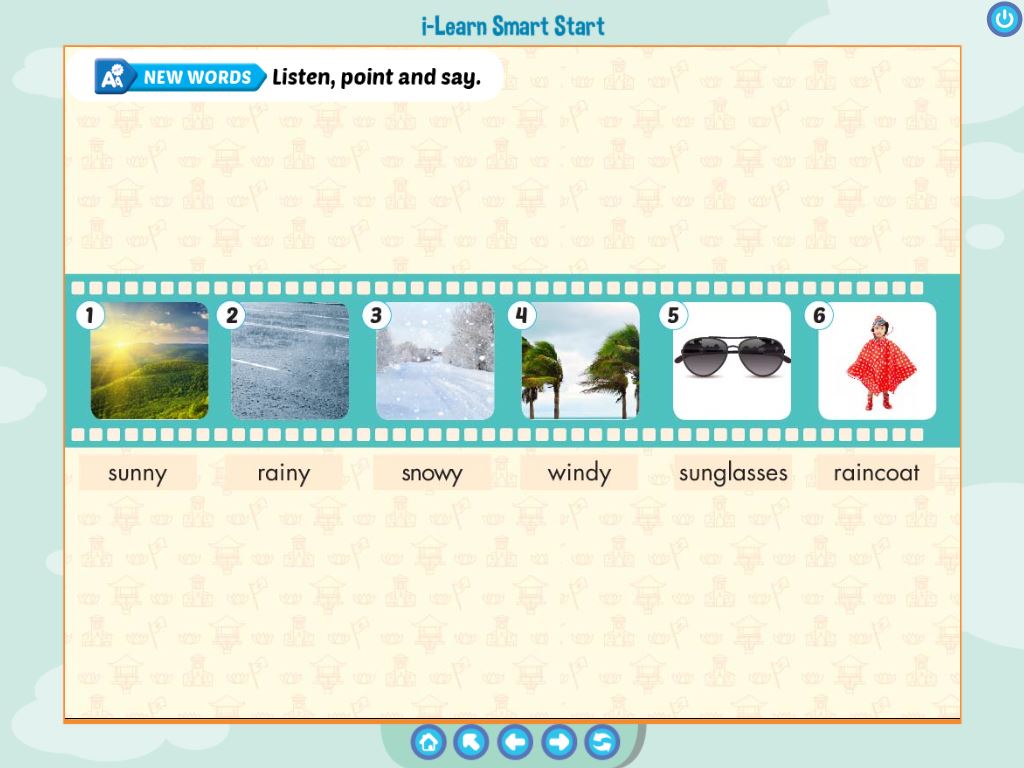 i-Learn Smart Start
NEW WORDS Listen, point and say.
1 2 3 4 5 6
sunny rainy snowy windy sunglasses raincoat